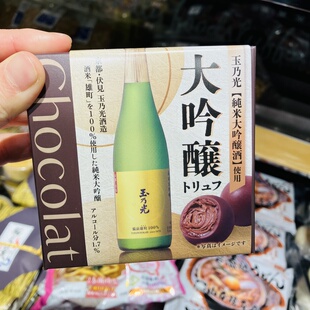 玉乃光【純米大吟醸酒】使用
大吟醸
トリュフ
京都・伏見 玉乃光酒造
酒米「雄町」を100%使用した純米大吟醸
アルコール分1.7%
Chocolat
玉乃光
※写真はイメージです